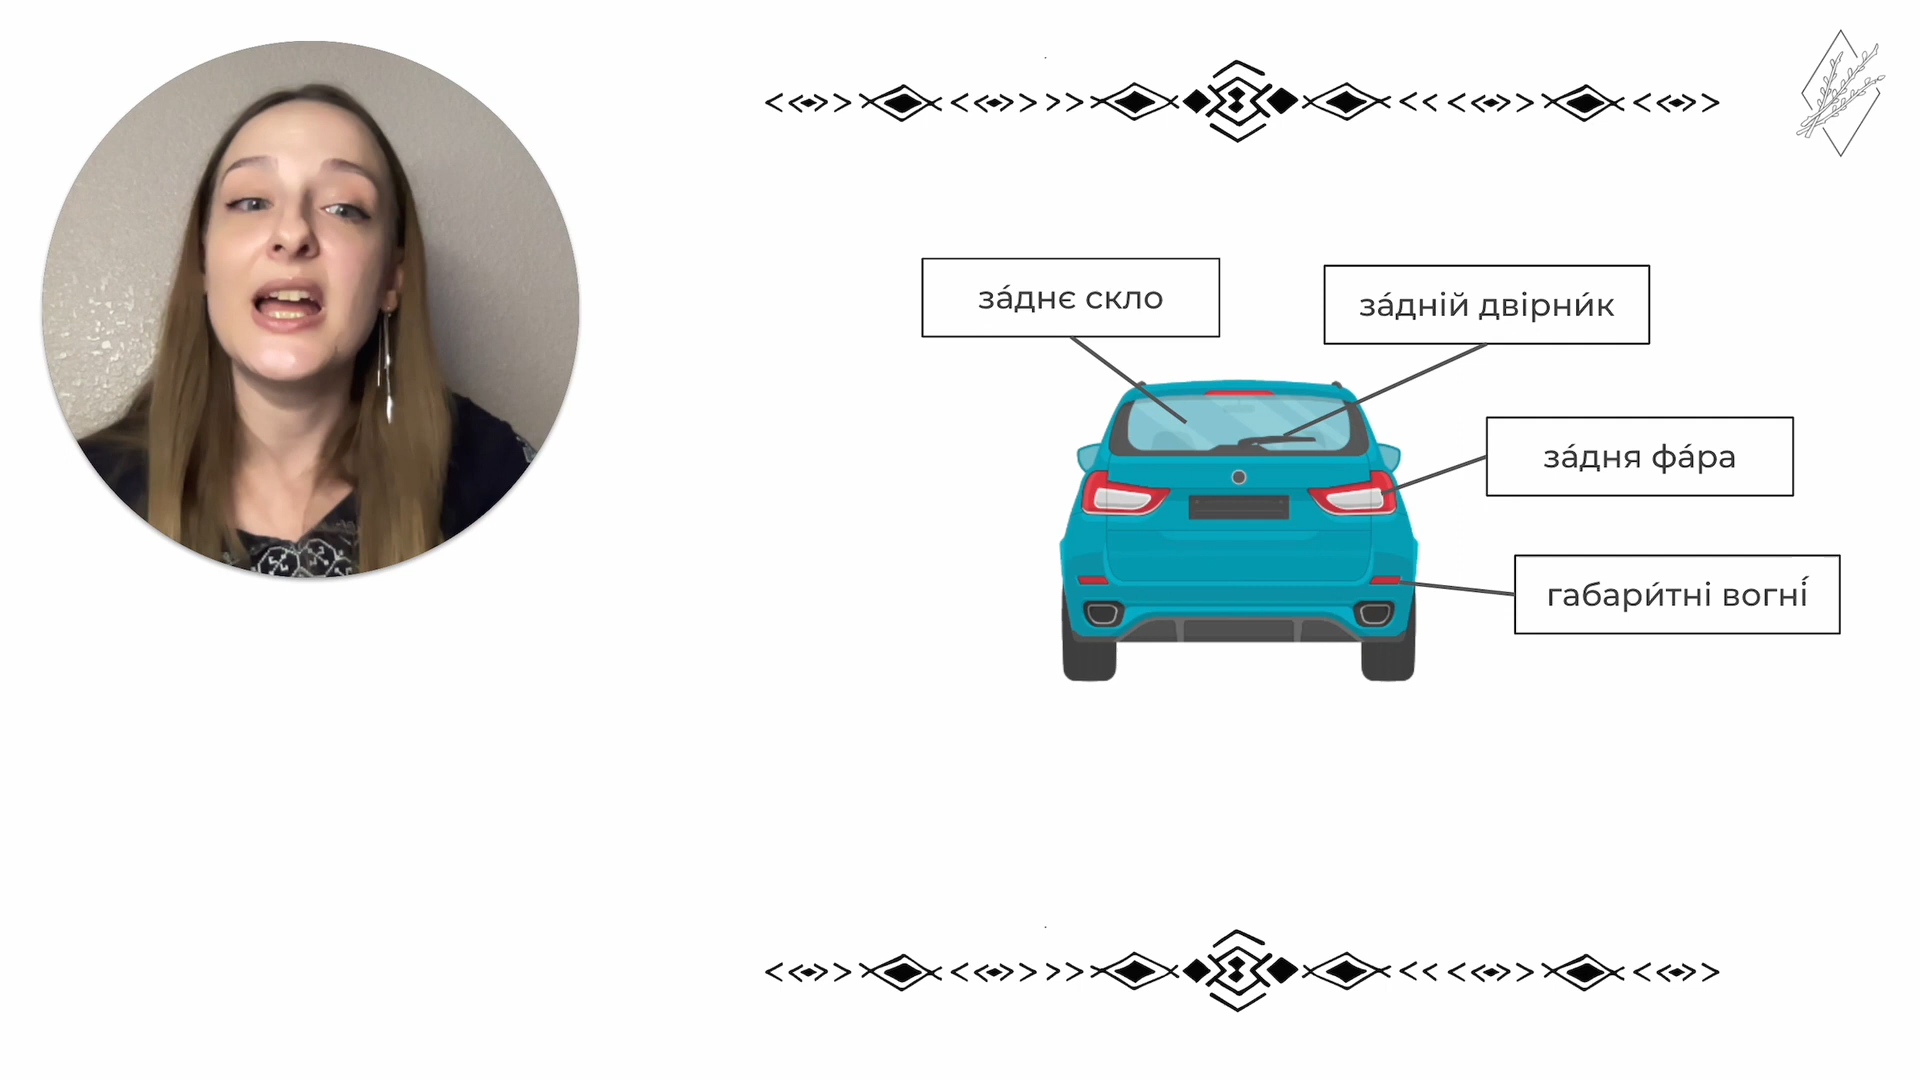 за́днє скло
за́дній двірни́к
за́дня фа́ра
габари́тні вогні́